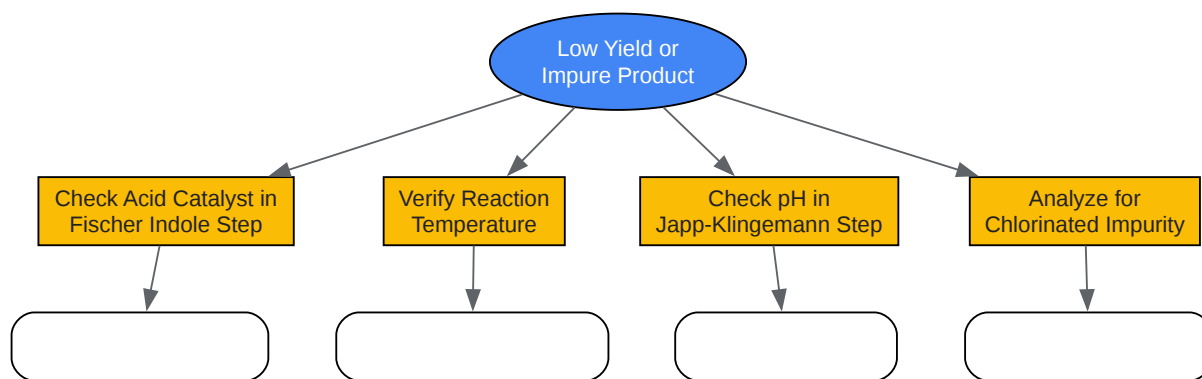 Low Yield or
Impure Product
Check Acid Catalyst in
Fischer Indole Step
Verify Reaction
Temperature
Check pH in
Japp-Klingemann Step
Analyze for
Chlorinated Impurity